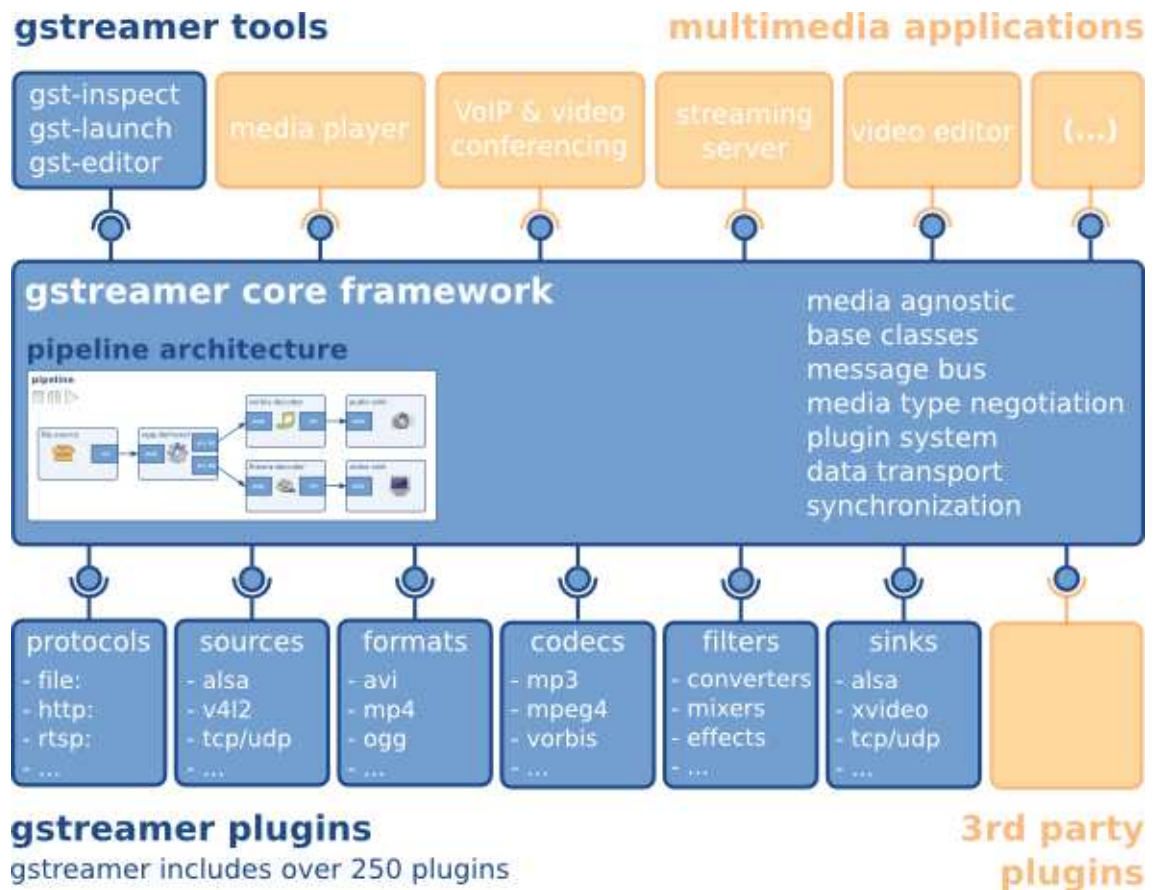 gstreamer tools
multimedia applications
gst-inspect
gst-launch
gst-editor
media player
VoIP & video
conferencing
streaming
server
video editor
(...)
gstreamer core framework
pipeline architecture
pipeline
media agnostic
base classes
message bus
media type negotiation
plugin system
data transport
synchronization
protocols
- file:
- http:
- rtsp:
- ...
sources
- alsa
- v4l2
- tcp/udp
- ...
formats
- avi
- mp4
- ogg
- ...
codecs
- mp3
- mpeg4
- vorbis
- ...
filters
- converters
- mixers
- effects
- ...
sinks
- alsa
- xvideo
- tcp/udp
- ...
gstreamer plugins
gstreamer includes over 250 plugins
3rd party
plugins